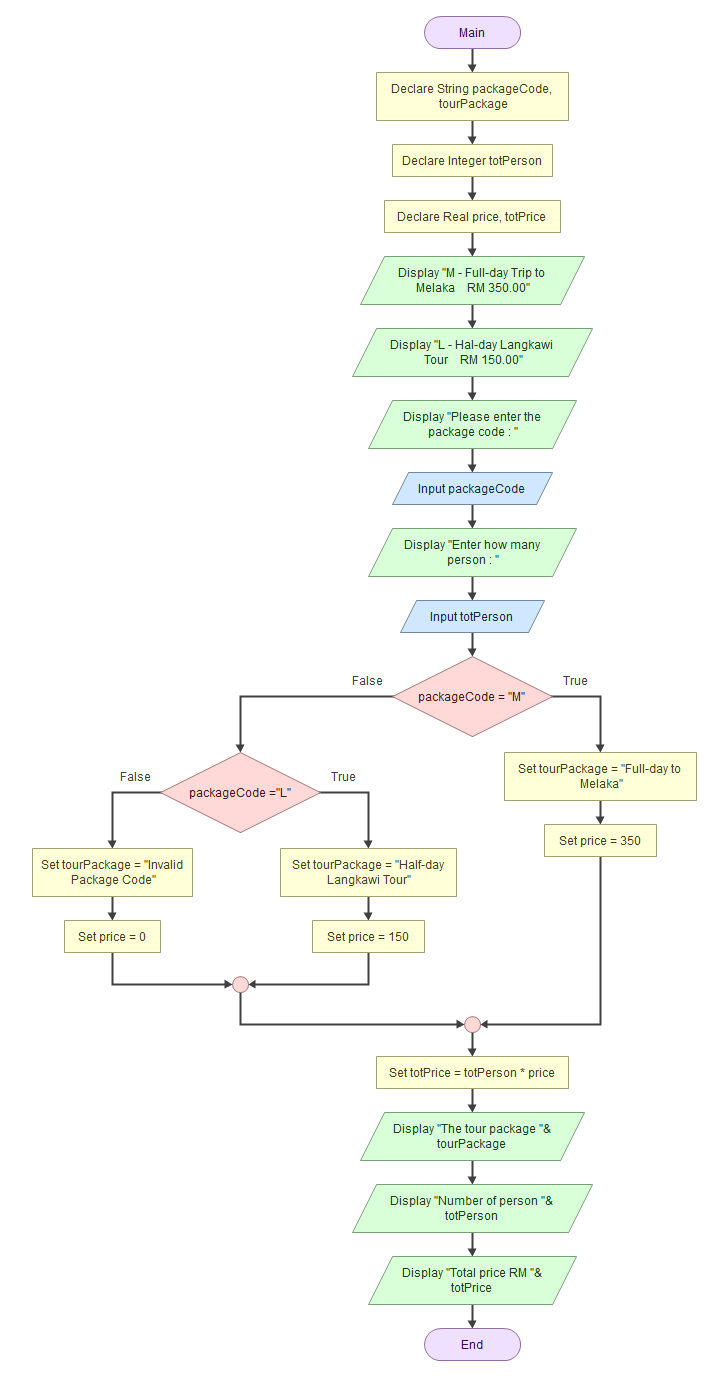 Main
Declare String packageCode,
tourPackage
Declare Integer totPerson
Declare Real price, totPrice
Display "M - Full-day Trip to
Melaka    RM 350.00"
Display "L - Hal-day Langkawi
Tour    RM 150.00"
Display "Please enter the
package code : "
Input packageCode
Display "Enter how many
person : "
Input totPerson
False
True
packageCode = "M"
Set tourPackage = "Full-day to
Melaka"
Set price = 350
False
True
packageCode ="L"
Set tourPackage = "Invalid
Package Code"
Set price = 0
Set tourPackage = "Half-day
Langkawi Tour"
Set price = 150
Set totPrice = totPerson * price
Display "The tour package "&
tourPackage
Display "Number of person "&
totPerson
Display "Total price RM "&
totPrice
End